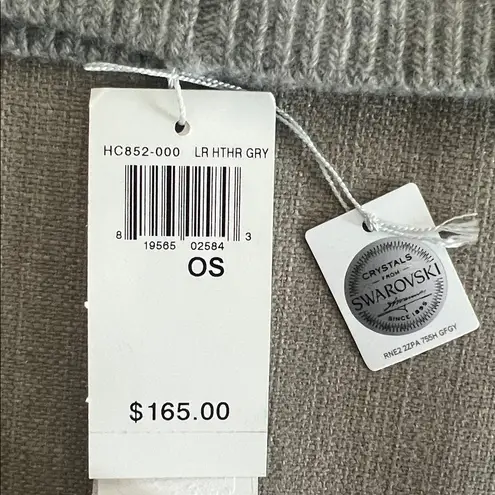 HC852-000 LR HTHR GRY
8 19565 02584 3
OS
$165.00
CRYSTALS
FROM
SWAROVSKI
SINCE 1895
RNE2 2ZPA 755H GFGY